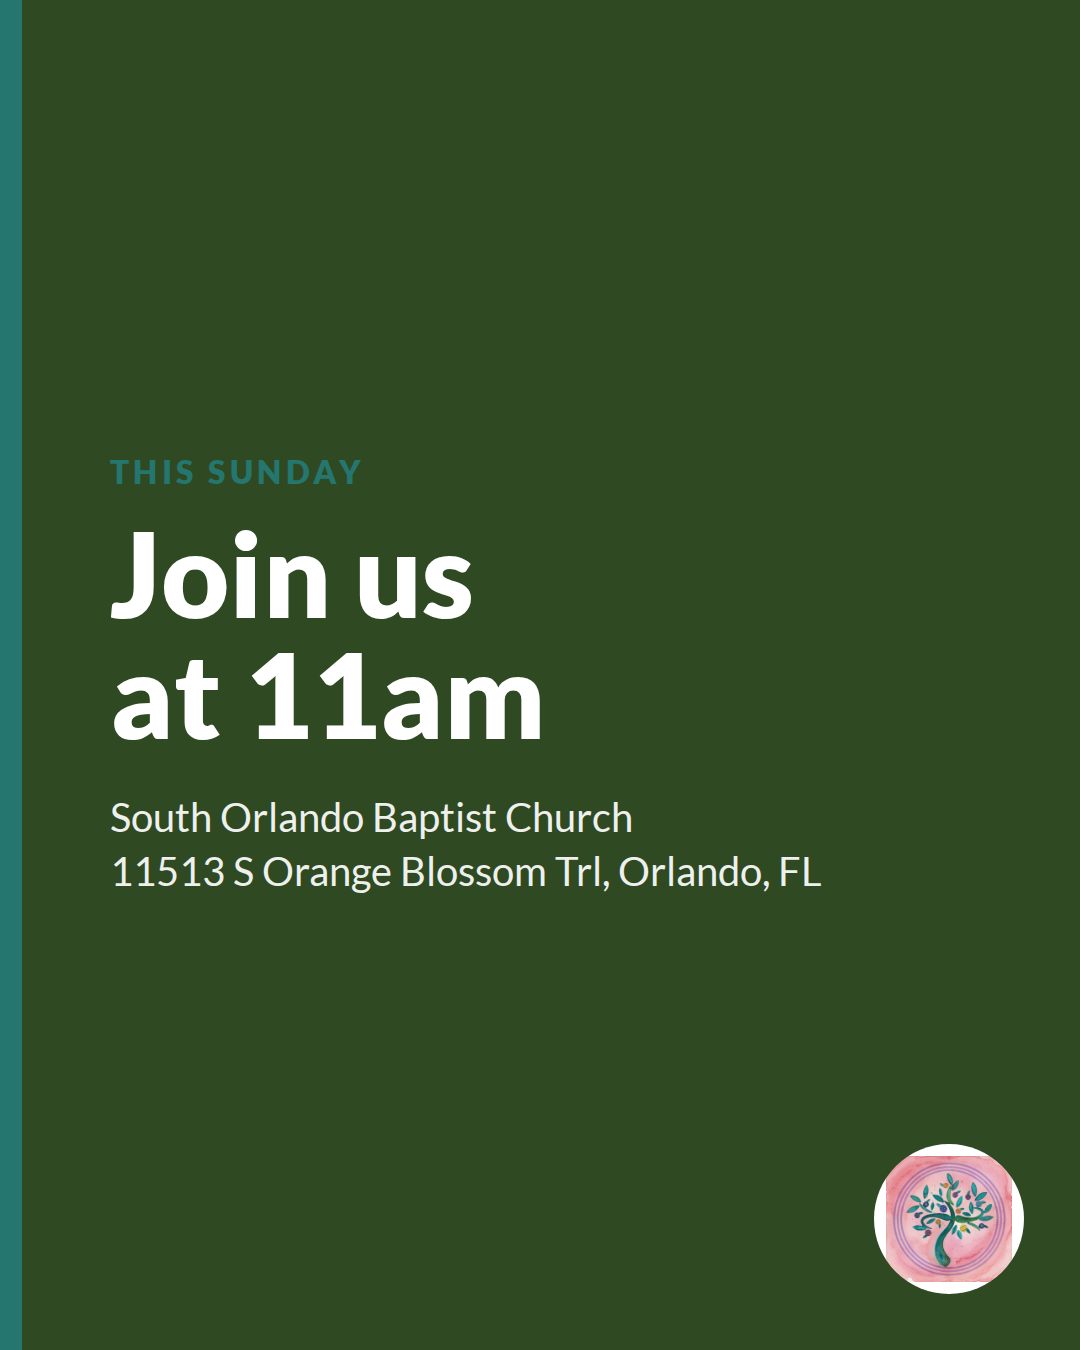 THIS SUNDAY
Join us
at 11am
South Orlando Baptist Church
11513 S Orange Blossom Trl, Orlando, FL